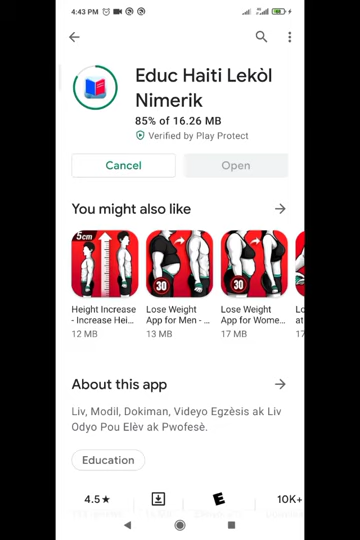 4:43 PM
Educ Haiti Lekòl
Nimerik
85% of 16.26 MB
Verified by Play Protect
Cancel
Open
You might also like
5cm
30
30
Height Increase
- Increase Hei...
12 MB
Lose Weight
App for Men - ...
13 MB
Lose Weight
App for Wome...
17 MB
About this app
Liv, Modil, Dokiman, Videyo Egzèsis ak Liv
Odyo Pou Elèv ak Pwofesè.
Education
4.5★
E
10K+